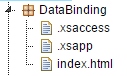 DataBinding
.xsaccess
.xsapp
index.html